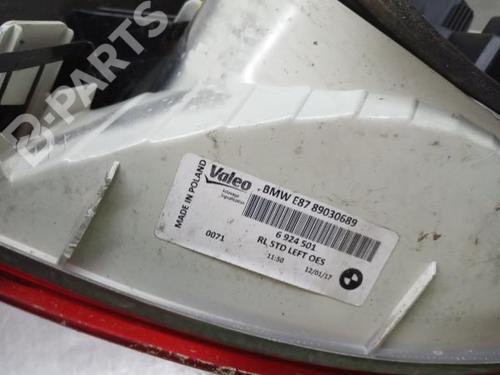 B-PARTS
MADE IN POLAND
Valeo
BMW E87 89030689
6 924 501
0071
RL STD LEFT OES
11:50
12/01/17